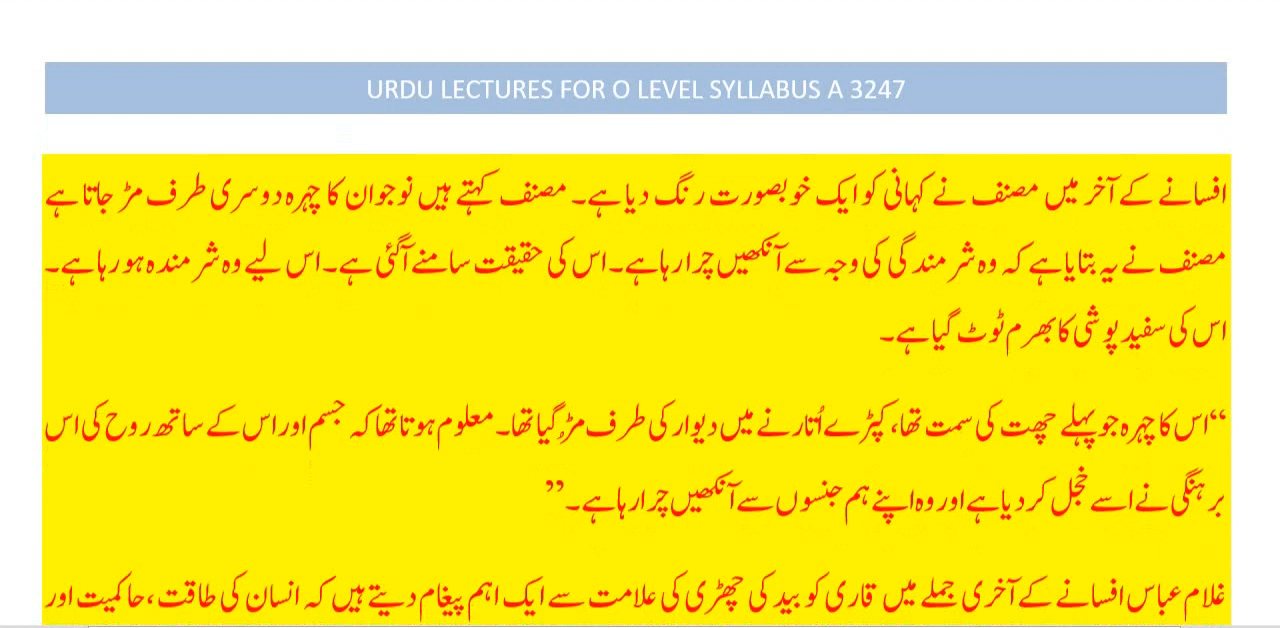 URDU LECTURES FOR O LEVEL SYLLABUS A 3247
افسانے کے آخر میں مصنف نے کہانی کو ایک خوبصورت رنگ دیا ہے۔ مصنف کہتے ہیں نوجوان کا چہرہ دوسری طرف مڑ جاتا ہے
مصنف نے یہ بتایا ہے کہ وہ شرمندگی کی وجہ سے آنکھیں چرا رہا ہے۔ اس کی حقیقت سامنے آگئی ہے۔ اس لیے وہ شرمندہ ہو رہا ہے۔
اس کی سفید پوشی کا بھرم ٹوٹ گیا ہے۔
“اس کا چہرہ جو پہلے چھت کی سمت تھا، کپڑے اُتارنے میں دیوار کی طرف مڑ گیا تھا۔ معلوم ہوتا تھا کہ جسم اور اس کے ساتھ روح کی اس
برہنگی نے اسے خجل کر دیا ہے اور وہ اپنے ہم جنسوں سے آنکھیں چرا رہا ہے۔”
غلام عباس افسانے کے آخری جملے میں قاری کو بید کی چھڑی کی علامت سے ایک اہم پیغام دیتے ہیں کہ انسان کی طاقت، حاکمیت اور